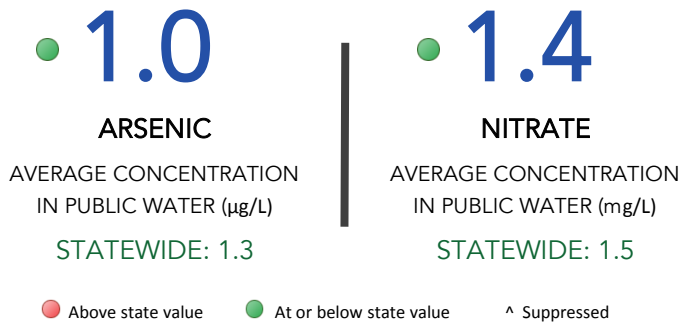 1.0
ARSENIC
AVERAGE CONCENTRATION
IN PUBLIC WATER (µg/L)
STATEWIDE: 1.3
1.4
NITRATE
AVERAGE CONCENTRATION
IN PUBLIC WATER (mg/L)
STATEWIDE: 1.5
Above state value At or below state value ^ Suppressed